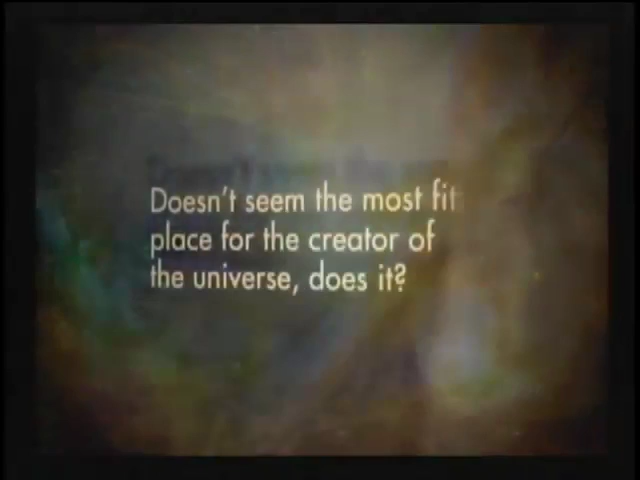 Doesn't seem the most fit
place for the creator of
the universe, does it?